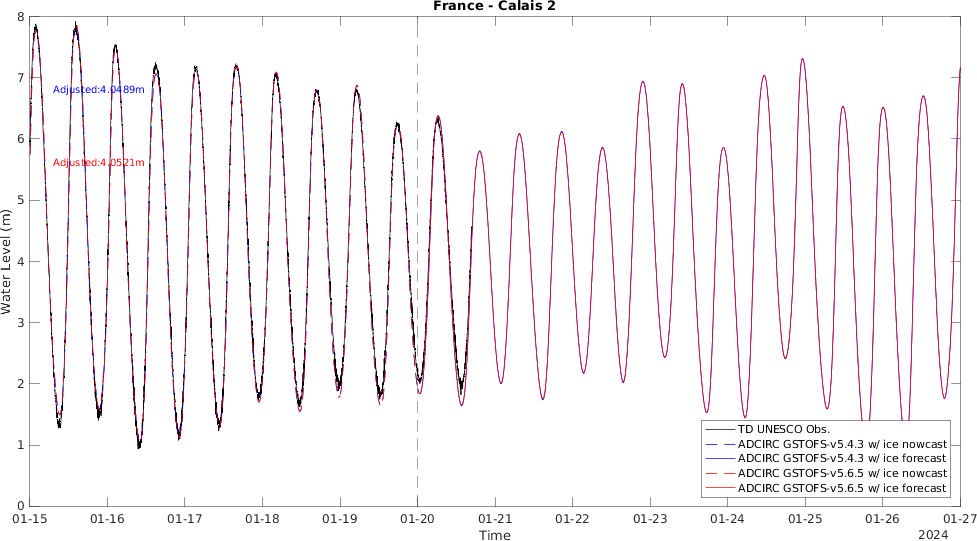 France - Calais 2
8
7
6
5
4
3
2
1
0
Water Level (m)
Adjusted:4.0489m
Adjusted:4.0521m
TD UNESCO Obs.
ADCIRC GSTOFS-v5.4.3 w/ ice nowcast
ADCIRC GSTOFS-v5.4.3 w/ ice forecast
ADCIRC GSTOFS-v5.6.5 w/ ice nowcast
ADCIRC GSTOFS-v5.6.5 w/ ice forecast
01-15 01-16 01-17 01-18 01-19 01-20 01-21 01-22 01-23 01-24 01-25 01-26 01-27
Time
2024